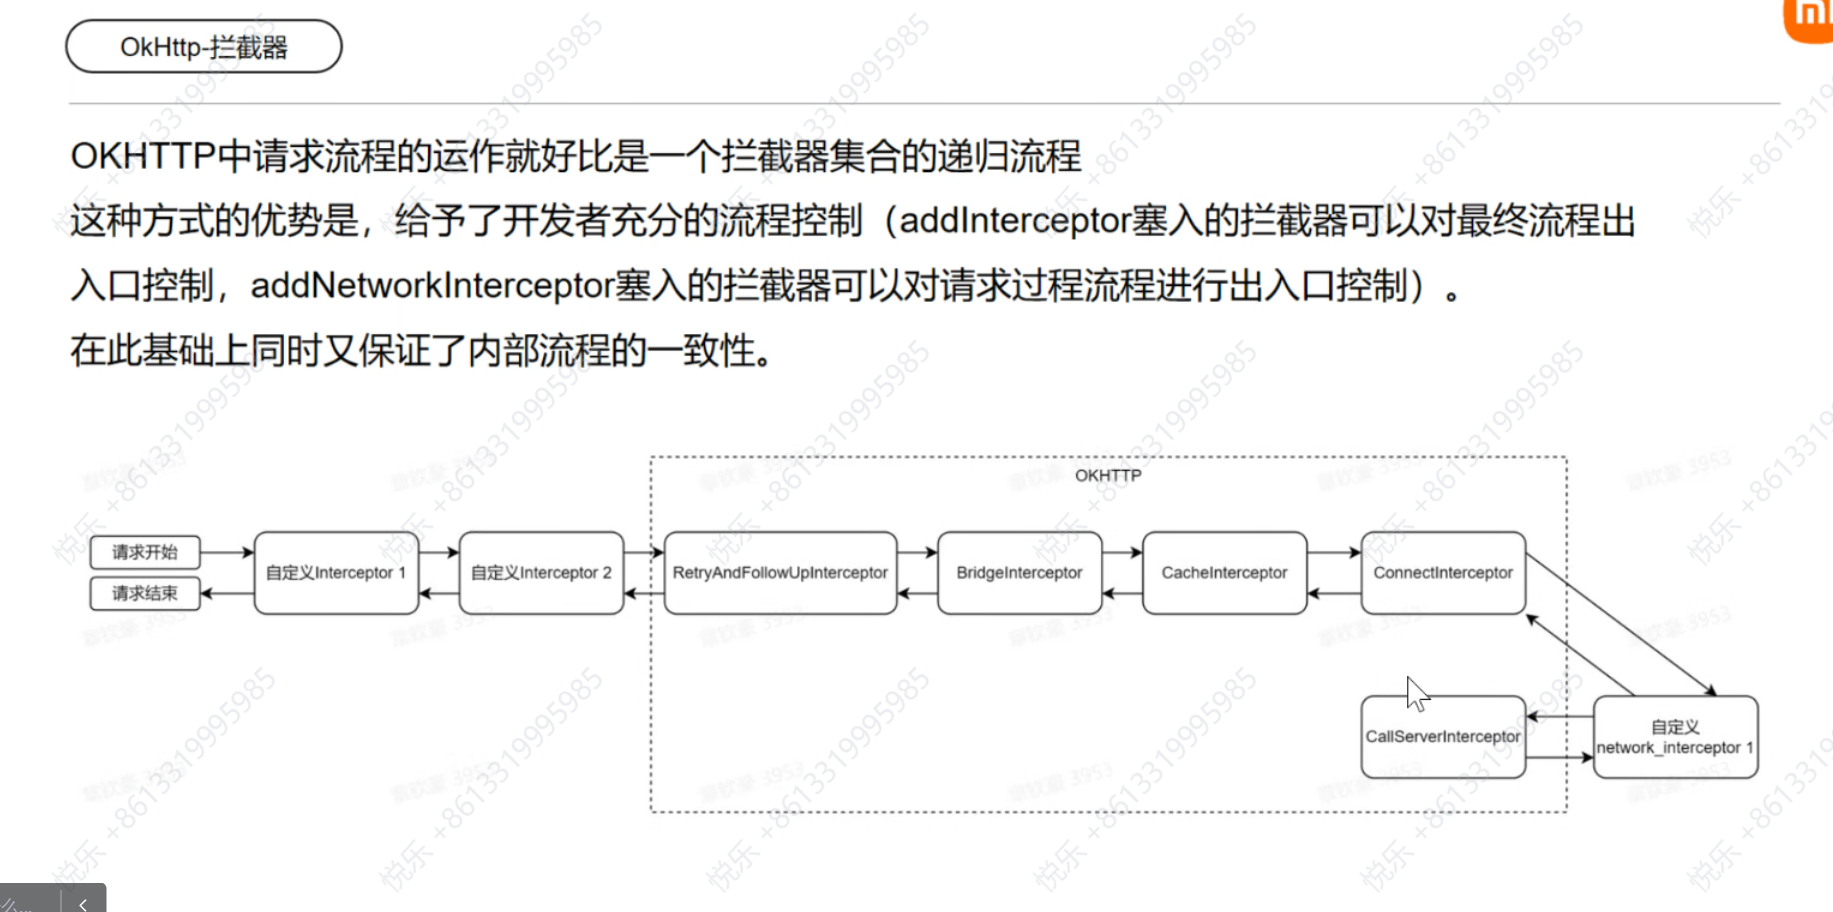 OkHttp-拦截器
OKHTTP中请求流程的运作就好比是一个拦截器集合的递归流程
这种方式的优势是，给予了开发者充分的流程控制（addInterceptor塞入的拦截器可以对最终流程出
入口控制，addNetworkInterceptor塞入的拦截器可以对请求过程流程进行出入口控制）。
在此基础上同时又保证了内部流程的一致性。
OKHTTP
请求开始
请求结束
自定义Interceptor 1
自定义Interceptor 2
RetryAndFollowUpInterceptor
BridgeInterceptor
CacheInterceptor
ConnectInterceptor
CallServerInterceptor
自定义
network_interceptor 1
悦乐 +8613319995985